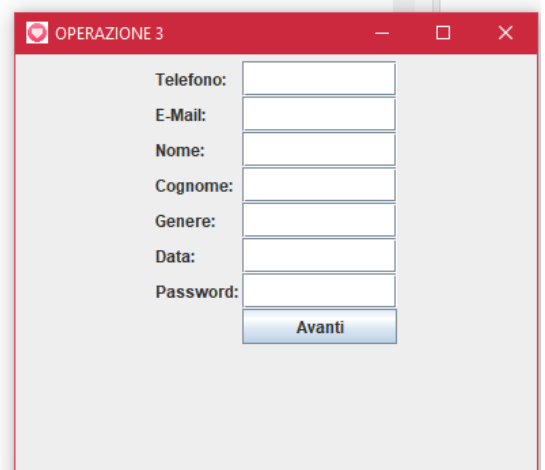 OPERAZIONE 3
Telefono:
E-Mail:
Nome:
Cognome:
Genere:
Data:
Password:
Avanti